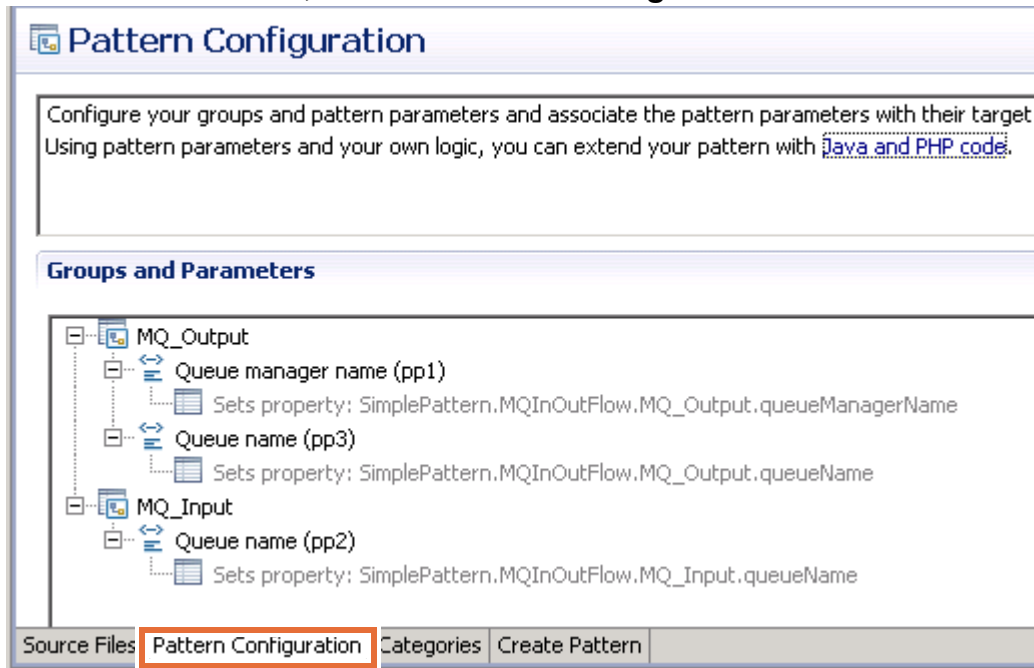 Pattern Configuration
Configure your groups and pattern parameters and associate the pattern parameters with their target
Using pattern parameters and your own logic, you can extend your pattern with Java and PHP code.
Groups and Parameters
MQ_Output
Queue manager name (pp1)
Sets property: SimplePattern.MQInOutFlow.MQ_Output.queueManagerName
Queue name (pp3)
Sets property: SimplePattern.MQInOutFlow.MQ_Output.queueName
MQ_Input
Queue name (pp2)
Sets property: SimplePattern.MQInOutFlow.MQ_Input.queueName
Source Files Pattern Configuration Categories Create Pattern